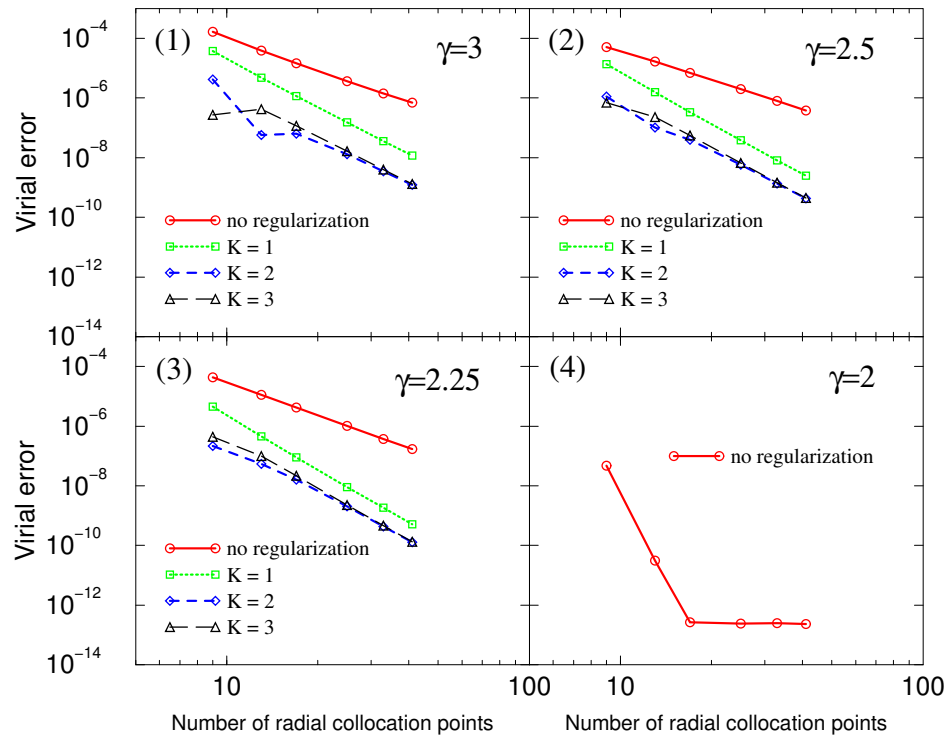 (1)
γ=3
Virial error
10^-4
10^-6
10^-8
10^-10
10^-12
10^-14
no regularization
K = 1
K = 2
K = 3
(2)
γ=2.5
no regularization
K = 1
K = 2
K = 3
(3)
γ=2.25
Virial error
10^-4
10^-6
10^-8
10^-10
10^-12
10^-14
no regularization
K = 1
K = 2
K = 3
10
100
Number of radial collocation points
(4)
γ=2
no regularization
10
100
Number of radial collocation points